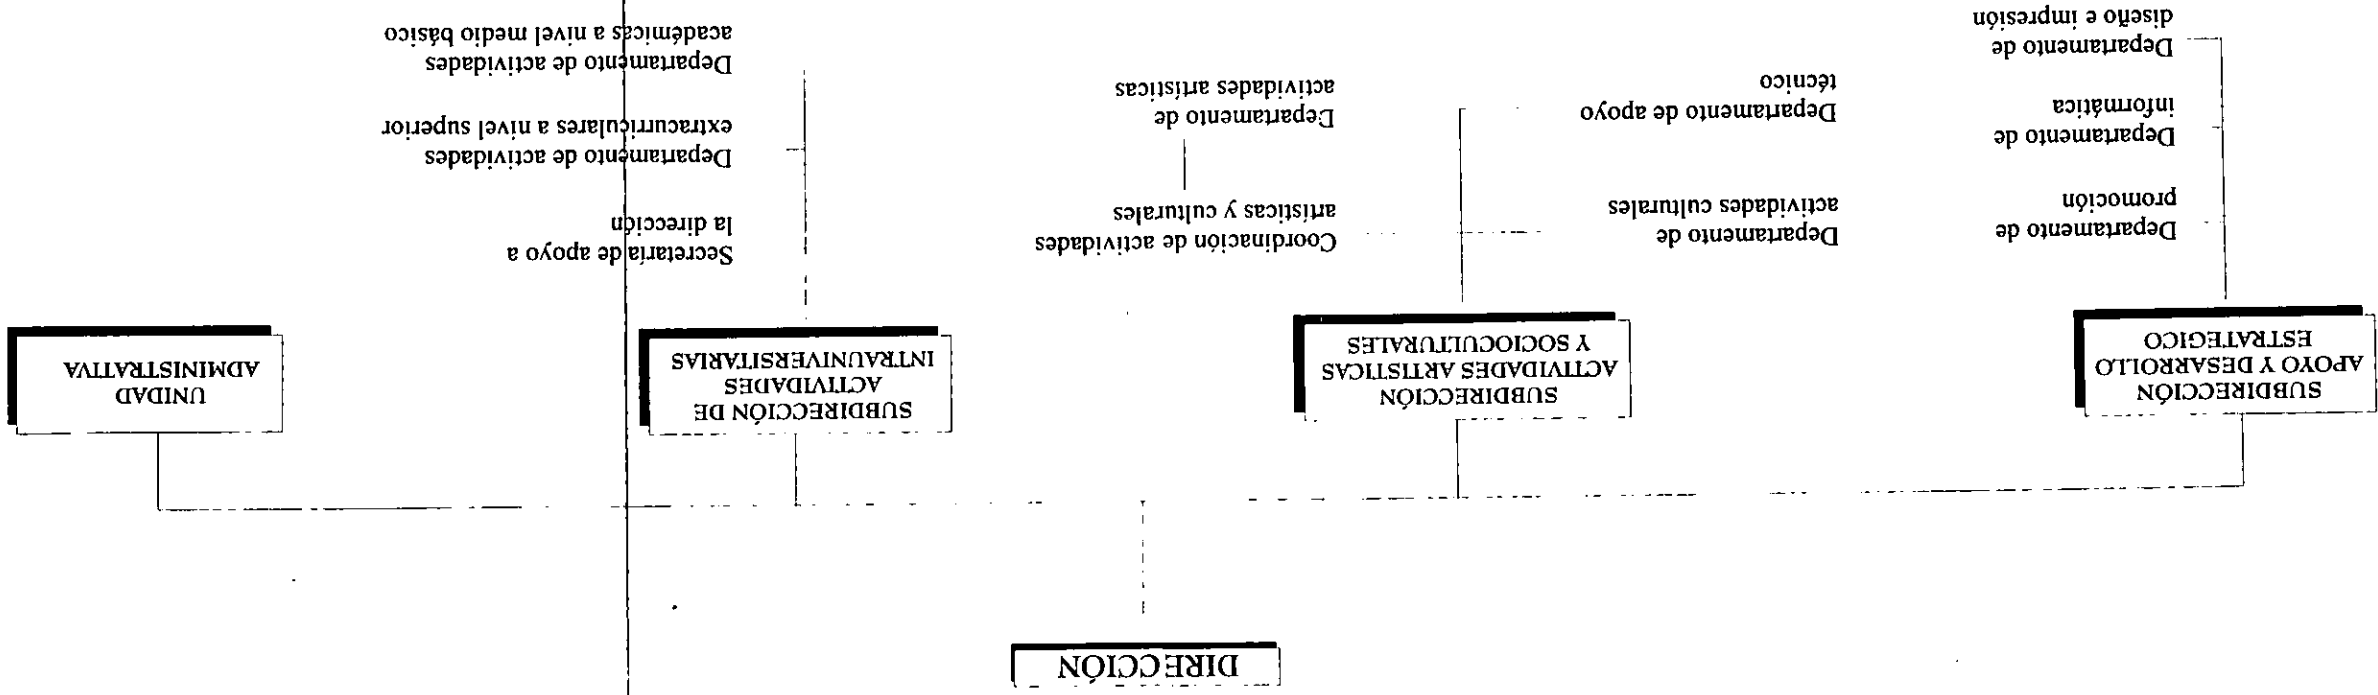 DIRECCIÓN
SUBDIRECCIÓN
APOYO Y DESARROLLO
ESTRATEGICO
SUBDIRECCIÓN
ACTIVIDADES ARTISTICAS
Y SOCIOCULTURALES
SUBDIRECCIÓN DE
ACTIVIDADES
INTRAUNIVERSITARIAS
UNIDAD
ADMINISTRATIVA
Departamento de
promoción
Departamento de
informática
Departamento de
diseño e impresión
Departamento de
actividades culturales
Departamento de apoyo
técnico
Coordinación de actividades
artísticas y culturales
Departamento de
actividades artísticas
Secretaría de apoyo a
la dirección
Departamento de actividades
extracurriculares a nivel superior
Departamento de actividades
académicas a nivel medio básico